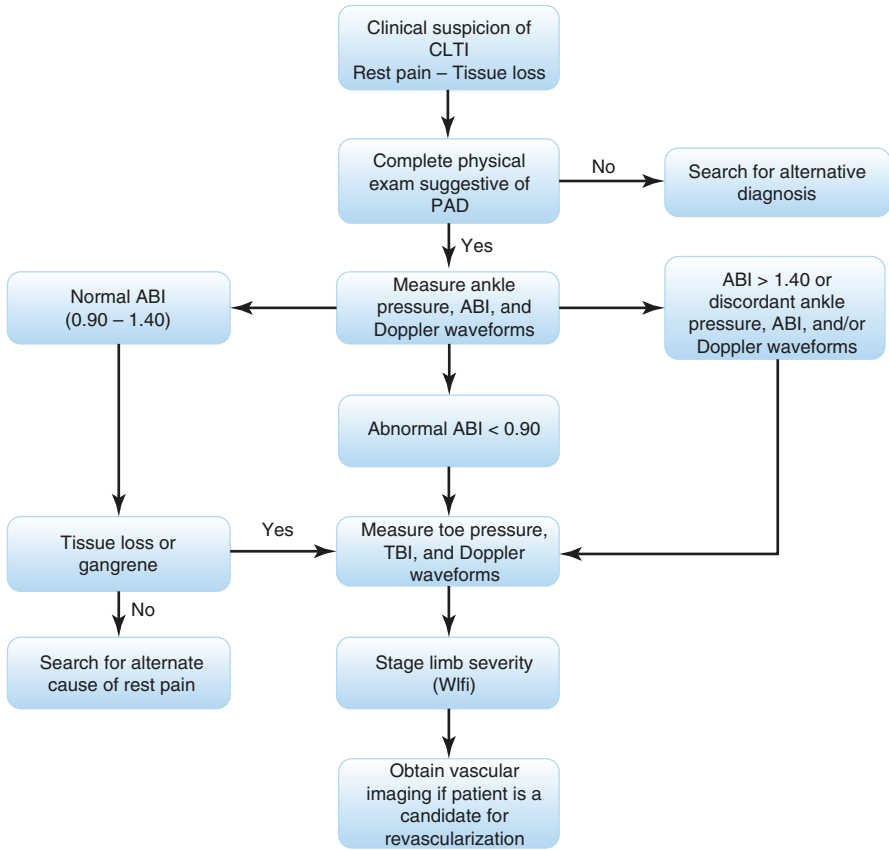 Clinical suspicion of
CLTI
Rest pain – Tissue loss
Complete physical
exam suggestive of
PAD
No
Search for alternative
diagnosis
Yes
Normal ABI
(0.90 – 1.40)
Measure ankle
pressure, ABI, and
Doppler waveforms
ABI > 1.40 or
discordant ankle
pressure, ABI, and/or
Doppler waveforms
Abnormal ABI < 0.90
Tissue loss or
gangrene
Yes
Measure toe pressure,
TBI, and Doppler
waveforms
No
Search for alternate
cause of rest pain
Stage limb severity
(WIfi)
Obtain vascular
imaging if patient is a
candidate for
revascularization